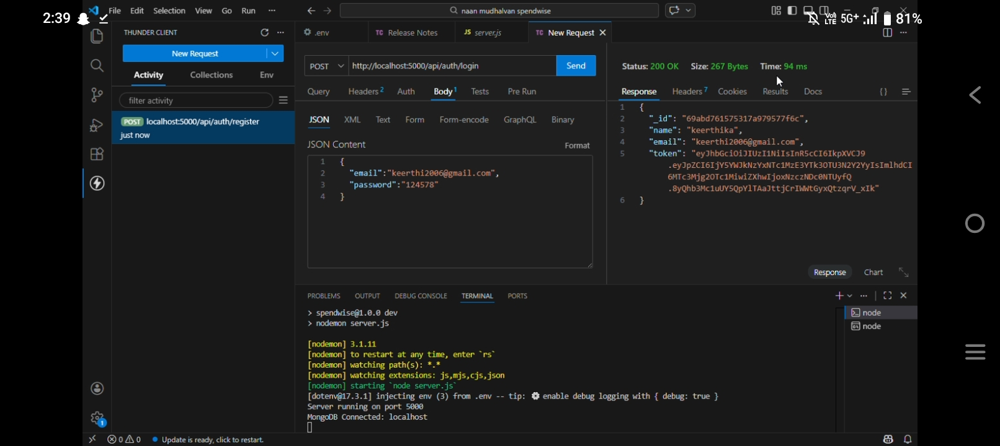 2:39
5G+ 81%
File Edit Selection View Go Run ···
naan mudhalvan spendwise
THUNDER CLIENT
New Request
Activity Collections Env
filter activity
POST localhost:5000/api/auth/register
just now
.env
TC Release Notes
JS server.js
TC New Request
POST http://localhost:5000/api/auth/login Send
Query Headers 2 Auth Body 1 Tests Pre Run
JSON XML Text Form Form-encode GraphQL Binary
JSON Content Format
1 {
2 "email":"keerthi2006@gmail.com",
3 "password":"124578"
4 }
Status: 200 OK Size: 267 Bytes Time: 94 ms
Response Headers 7 Cookies Results Docs {}
1 {
2 "_id": "69abd761575317a979577f6c",
3 "name": "keerthika",
4 "email": "keerthi2006@gmail.com",
5 "token": "eyJhbGciOiJIUzI1NiIsInR5cCI6IkpXVCJ9
.eyJpZCI6IjY5YWJkNzYxNTc1MzE3YTk3OTU3N2Y2YyIsImlhdCI
6MTc3Mjg2OTc1MiwiZXhwIjoxNzczNDc0NTUyfQ
.8yQhb3Mc1uUY5QpYlTAaJttjCrIWWtGyxQtzqrV_xIk"
6 }
Response Chart
PROBLEMS OUTPUT DEBUG CONSOLE TERMINAL PORTS
> spendwise@1.0.0 dev
> nodemon server.js
[nodemon] 3.1.11
[nodemon] to restart at any time, enter `rs`
[nodemon] watching path(s): *.*
[nodemon] watching extensions: js,mjs,cjs,json
[nodemon] starting `node server.js`
[dotenv@17.3.1] injecting env (3) from .env -- tip: ⚙ enable debug logging with { debug: true }
Server running on port 5000
MongoDB Connected: localhost
node
node
1
0 0 Update is ready, click to restart.